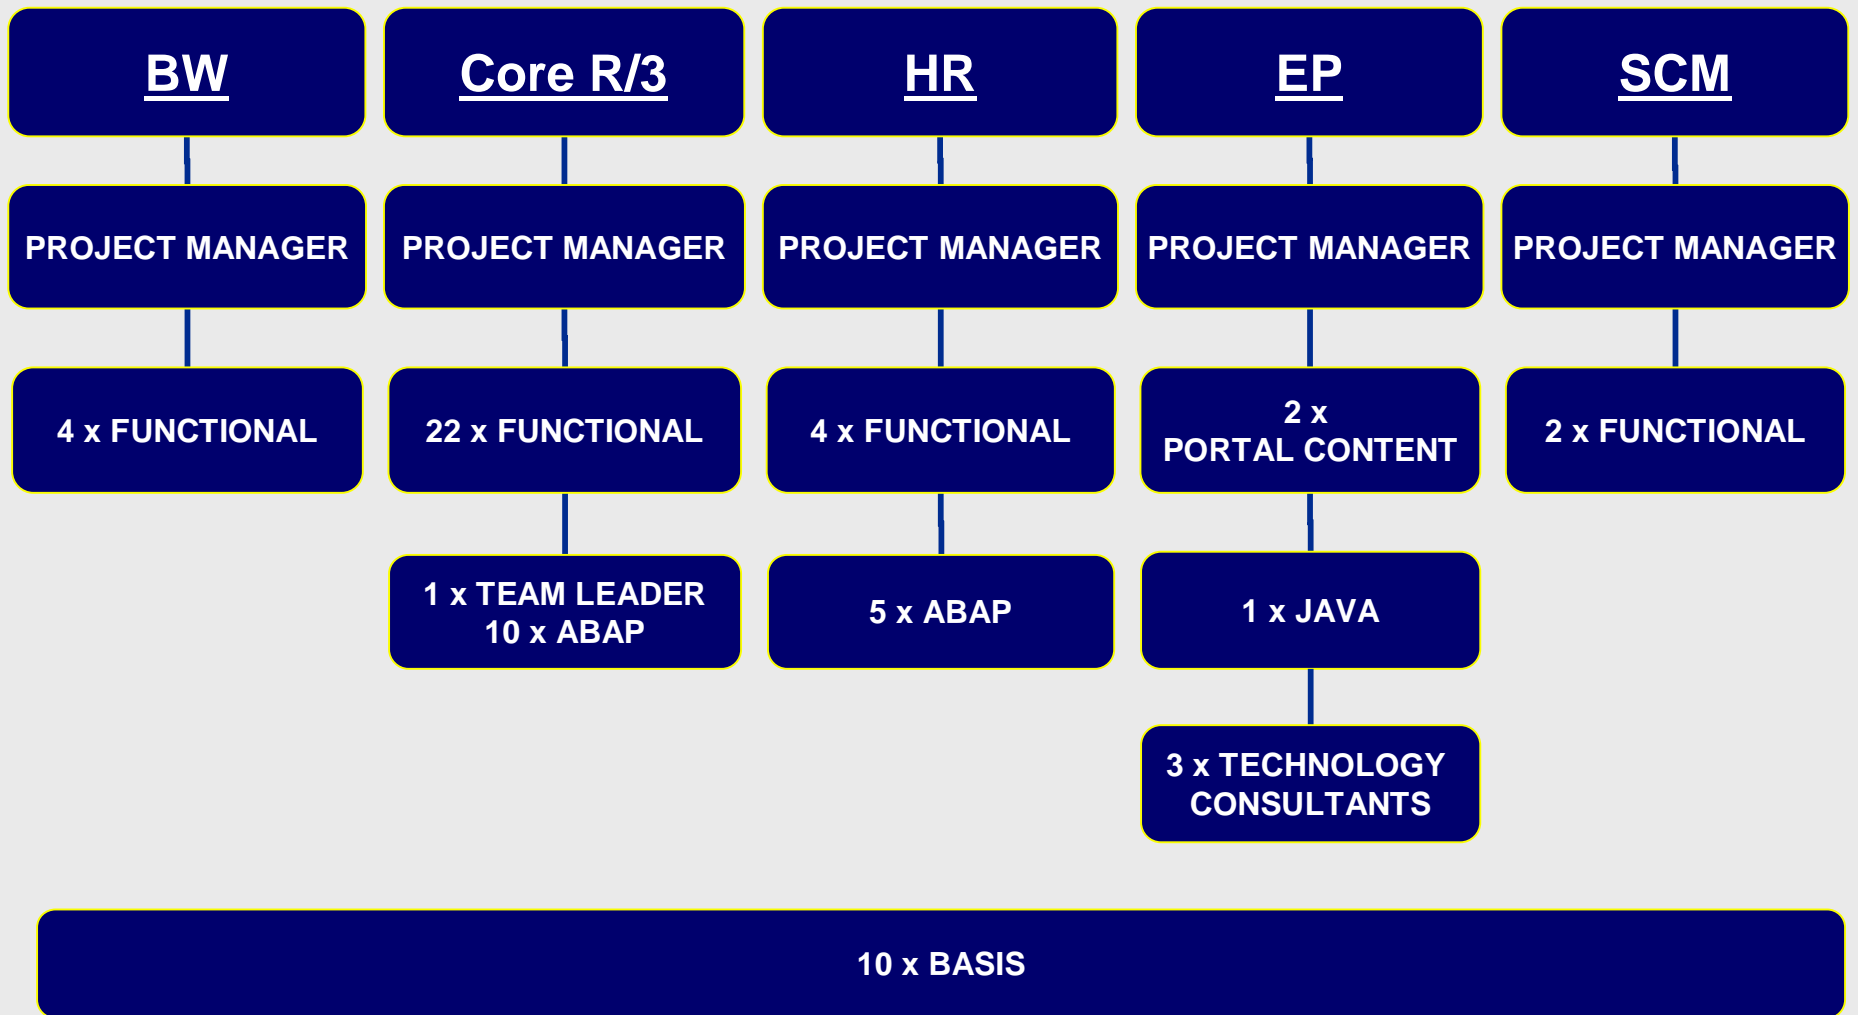 BW
Core R/3
HR
EP
SCM
PROJECT MANAGER
PROJECT MANAGER
PROJECT MANAGER
PROJECT MANAGER
PROJECT MANAGER
4 x FUNCTIONAL
22 x FUNCTIONAL
4 x FUNCTIONAL
2 x
PORTAL CONTENT
2 x FUNCTIONAL
1 x TEAM LEADER
10 x ABAP
5 x ABAP
1 x JAVA
3 x TECHNOLOGY
CONSULTANTS
10 x BASIS